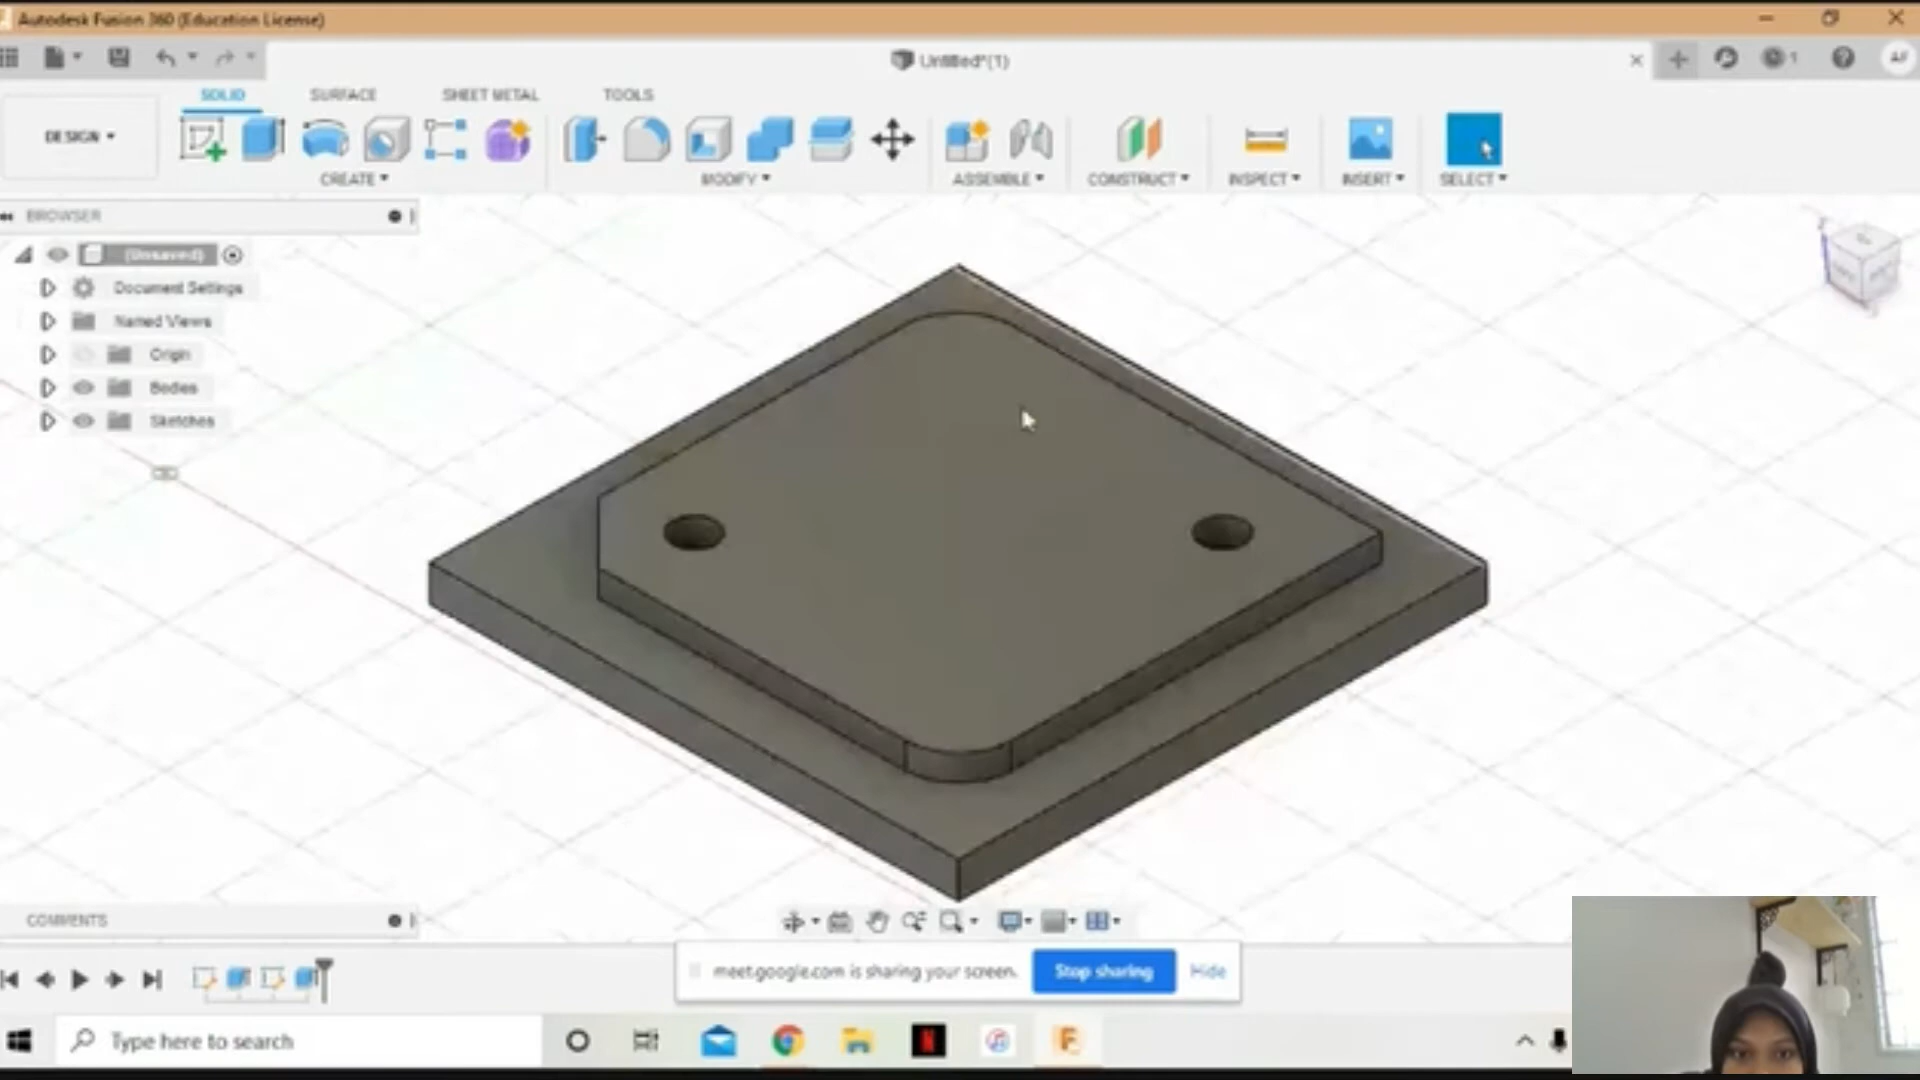 Autodesk Fusion 360 (Education License)
Untitled*(1)
1
AF
SOLID
SURFACE
SHEET METAL
TOOLS
DESIGN
CREATE
MODIFY
ASSEMBLE
CONSTRUCT
INSPECT
INSERT
SELECT
BROWSER
(Unsaved)
Document Settings
Named Views
Origin
Bodies
Sketches
COMMENTS
meet.google.com is sharing your screen.
Stop sharing
Hide
Type here to search